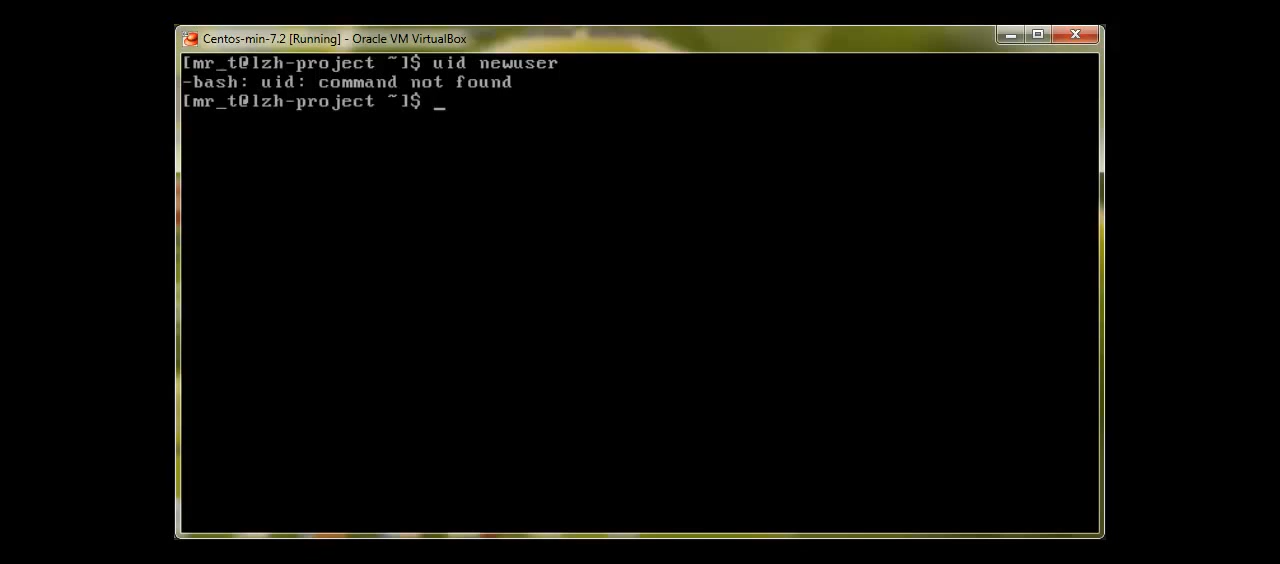 Centos-min-7.2 [Running] - Oracle VM VirtualBox
[mr_t@lzh-project ~]$ uid newuser
-bash: uid: command not found
[mr_t@lzh-project ~]$ _